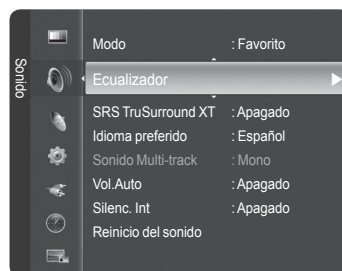 Sonido
Modo : Favorito
Ecualizador
SRS TruSurround XT : Apagado
Idioma preferido : Español
Sonido Multi-track : Mono
Vol.Auto : Apagado
Silenc. Int : Apagado
Reinicio del sonido